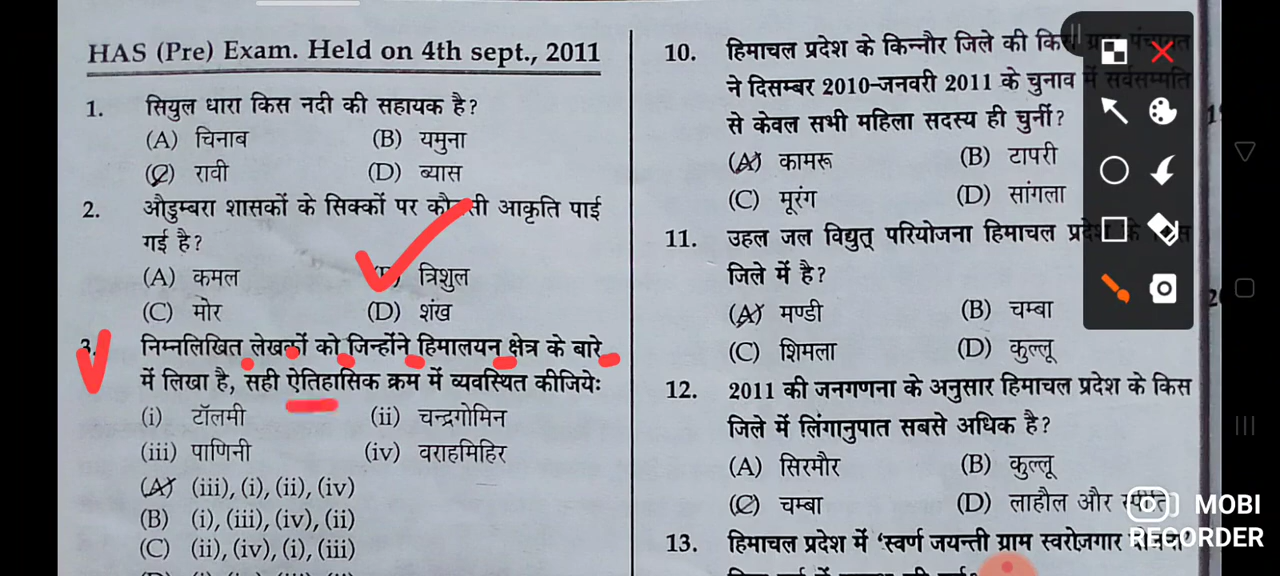 HAS (Pre) Exam. Held on 4th sept., 2011
1. सियुल धारा किस नदी की सहायक है?
(A) चिनाब (B) यमुना
(C) रावी (D) ब्यास
2. औडुम्बरा शासकों के सिक्कों पर कौनसी आकृति पाई
गई है?
(A) कमल (B) त्रिशुल
(C) मोर (D) शंख
3. निम्नलिखित लेखकों को जिन्होंने हिमालयन क्षेत्र के बारे
में लिखा है, सही ऐतिहासिक क्रम में व्यवस्थित कीजिये:
(i) टॉलमी (ii) चन्द्रगोमिन
(iii) पाणिनी (iv) वराहमिहिर
(A) (iii), (i), (ii), (iv)
(B) (i), (iii), (iv), (ii)
(C) (ii), (iv), (i), (iii)
10. हिमाचल प्रदेश के किन्नौर जिले की किस ग्राम पंचायत
ने दिसम्बर 2010-जनवरी 2011 के चुनाव में सर्वसम्मति
से केवल सभी महिला सदस्य ही चुनीं?
(A) कामरू (B) टापरी
(C) मूरंग (D) सांगला
11. उहल जल विद्युत् परियोजना हिमाचल प्रदेश के किस
जिले में है?
(A) मण्डी (B) चम्बा
(C) शिमला (D) कुल्लू
12. 2011 की जनगणना के अनुसार हिमाचल प्रदेश के किस
जिले में लिंगानुपात सबसे अधिक है?
(A) सिरमौर (B) कुल्लू
(C) चम्बा (D) लाहौल और स्पीति
13. हिमाचल प्रदेश में 'स्वर्ण जयन्ती ग्राम स्वरोज़गार योजना'
MOBI
RECORDER